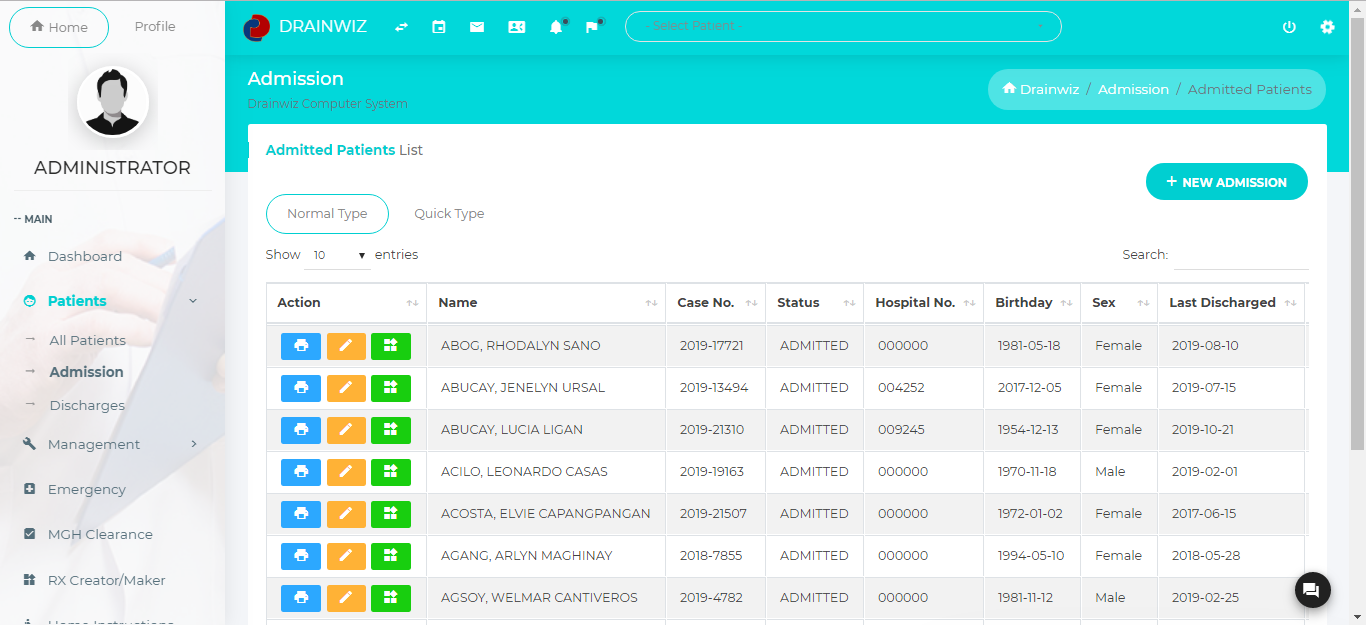 Home
Profile
DRAINWIZ
- Select Patient -
Admission
Drainwiz Computer System
Drainwiz / Admission / Admitted Patients
ADMINISTRATOR
-- MAIN
Dashboard
Patients
All Patients
Admission
Discharges
Management
Emergency
MGH Clearance
RX Creator/Maker
Home Instructions
Admitted Patients List
+ NEW ADMISSION
Normal Type
Quick Type
Show 10 entries
Search:
Action Name Case No. Status Hospital No. Birthday Sex Last Discharged
ABOG, RHODALYN SANO 2019-17721 ADMITTED 000000 1981-05-18 Female 2019-08-10
ABUCAY, JENELYN URSAL 2019-13494 ADMITTED 004252 2017-12-05 Female 2019-07-15
ABUCAY, LUCIA LIGAN 2019-21310 ADMITTED 009245 1954-12-13 Female 2019-10-21
ACILO, LEONARDO CASAS 2019-19163 ADMITTED 000000 1970-11-18 Male 2019-02-01
ACOSTA, ELVIE CAPANGPANGAN 2019-21507 ADMITTED 000000 1972-01-02 Female 2017-06-15
AGANG, ARLYN MAGHINAY 2018-7855 ADMITTED 000000 1994-05-10 Female 2018-05-28
AGSOY, WELMAR CANTIVEROS 2019-4782 ADMITTED 000000 1981-11-12 Male 2019-02-25